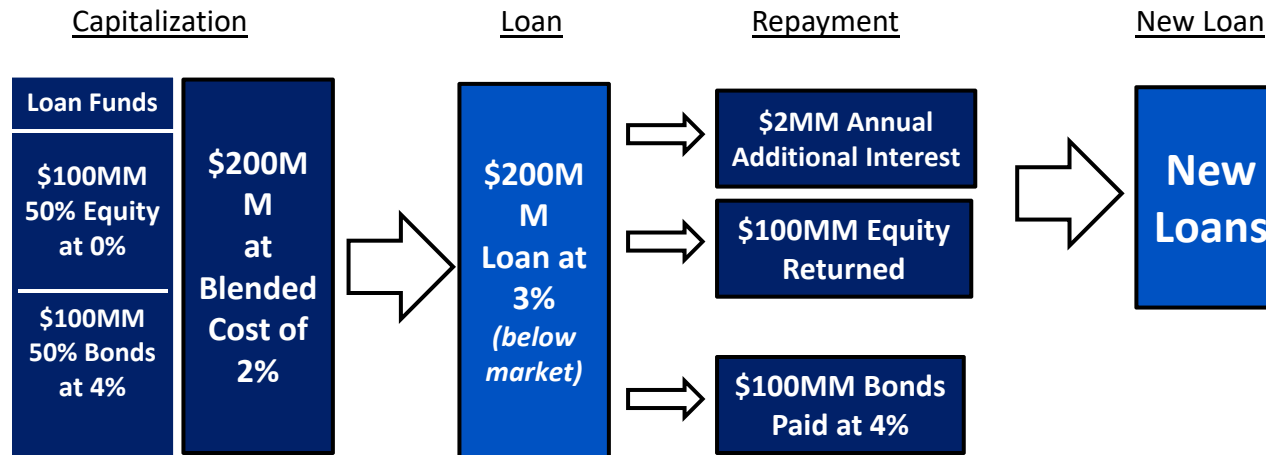 Capitalization
Loan
Repayment
New Loan
Loan Funds
$100MM
50% Equity
at 0%
$100MM
50% Bonds
at 4%
$200M
M
at
Blended
Cost of
2%
$200M
M
Loan at
3%
(below
market)
$2MM Annual
Additional Interest
$100MM Equity
Returned
$100MM Bonds
Paid at 4%
New
Loans